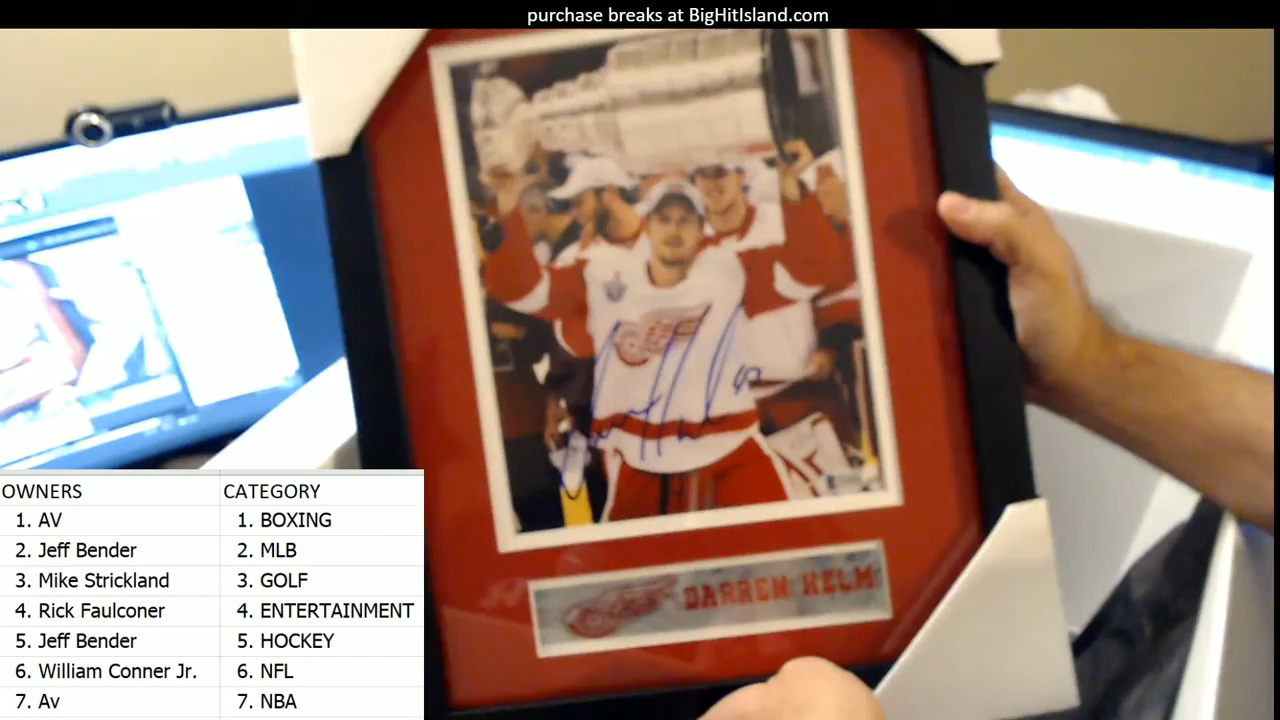 purchase breaks at BigHitIsland.com
DARREN HELM
OWNERS CATEGORY
1. AV 1. BOXING
2. Jeff Bender 2. MLB
3. Mike Strickland 3. GOLF
4. Rick Faulconer 4. ENTERTAINMENT
5. Jeff Bender 5. HOCKEY
6. William Conner Jr. 6. NFL
7. Av 7. NBA